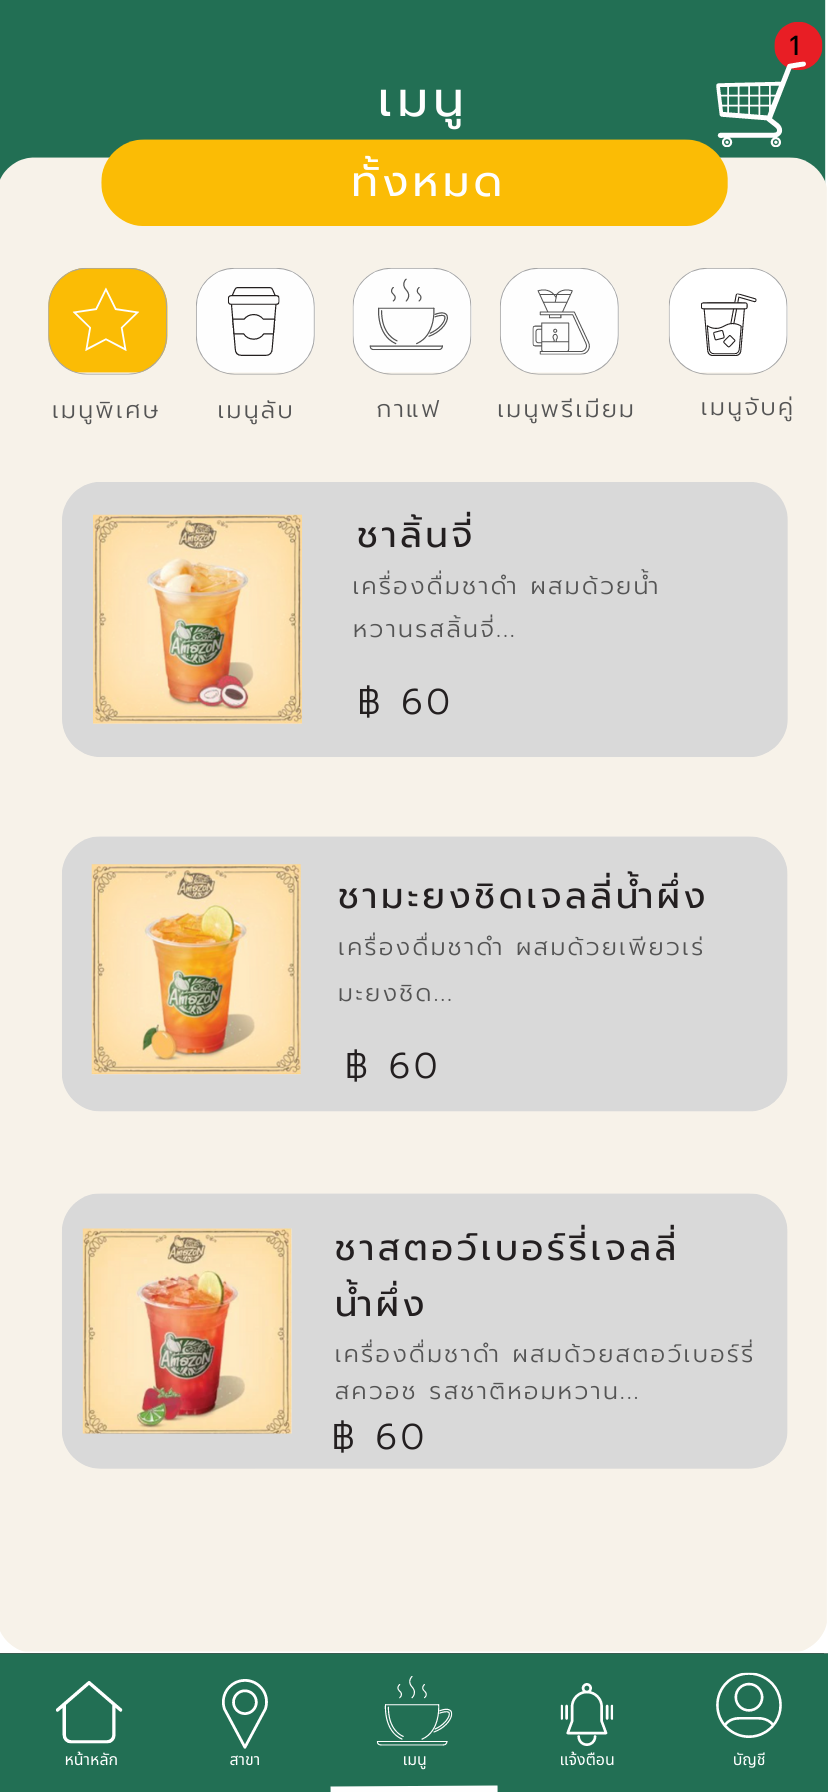 1
เมนู
ทั้งหมด
เมนูพิเศษ
เมนูลับ
กาแฟ
เมนูพรีเมียม
เมนูจับคู่
Amazon
Amazon
ชาลิ้นจี่
เครื่องดื่มชาดำ ผสมด้วยน้ำ
หวานรสลิ้นจี่...
฿ 60
Amazon
Amazon
ชามะยงชิดเจลลี่น้ำผึ่ง
เครื่องดื่มชาดำ ผสมด้วยเพียวเร่
มะยงชิด...
฿ 60
Amazon
Amazon
ชาสตอว์เบอร์รี่เจลลี่
น้ำผึ่ง
เครื่องดื่มชาดำ ผสมด้วยสตอว์เบอร์รี่
สควอช รสชาติหอมหวาน...
฿ 60
หน้าหลัก
สาขา
เมนู
แจ้งตือน
บัญชี